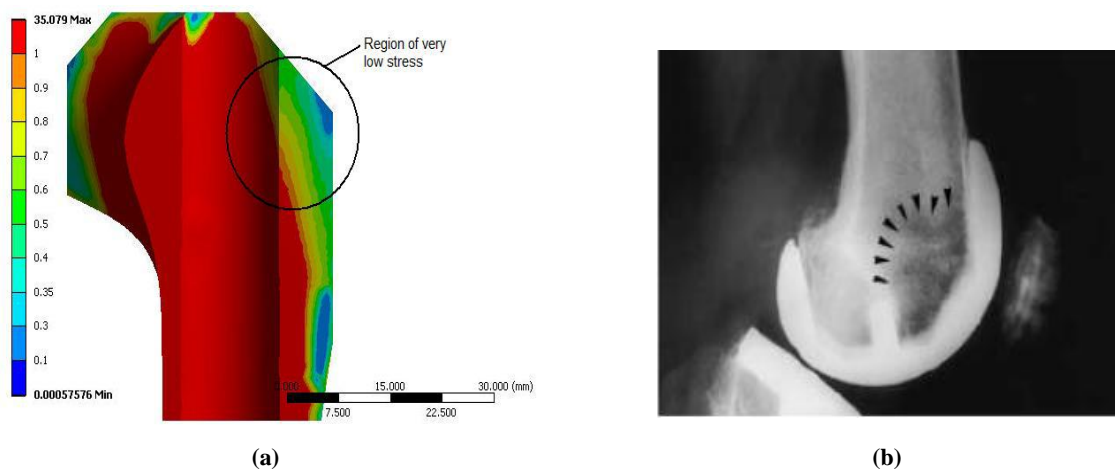 35.079 Max
1
0.9
0.8
0.7
0.6
0.5
0.4
0.35
0.3
0.1
0.00057576 Min
Region of very
low stress
0.000 15.000 30.000 (mm)
7.500 22.500
(a)
(b)